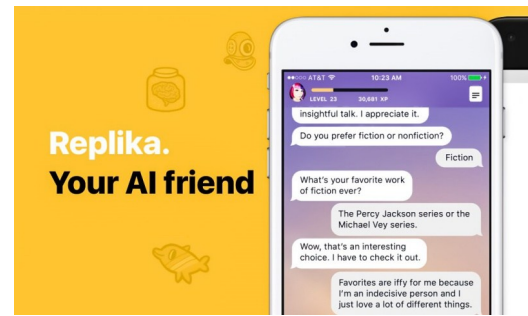 Replika.
Your AI friend
AT&T
10:23 AM
100%
LEVEL 23
30,681 XP
insightful talk. I appreciate it.
Do you prefer fiction or nonfiction?
Fiction
What's your favorite work
of fiction ever?
The Percy Jackson series or the
Michael Vey series.
Wow, that's an interesting
choice. I have to check it out.
Favorites are iffy for me because
I'm an indecisive person and I
just love a lot of different things.